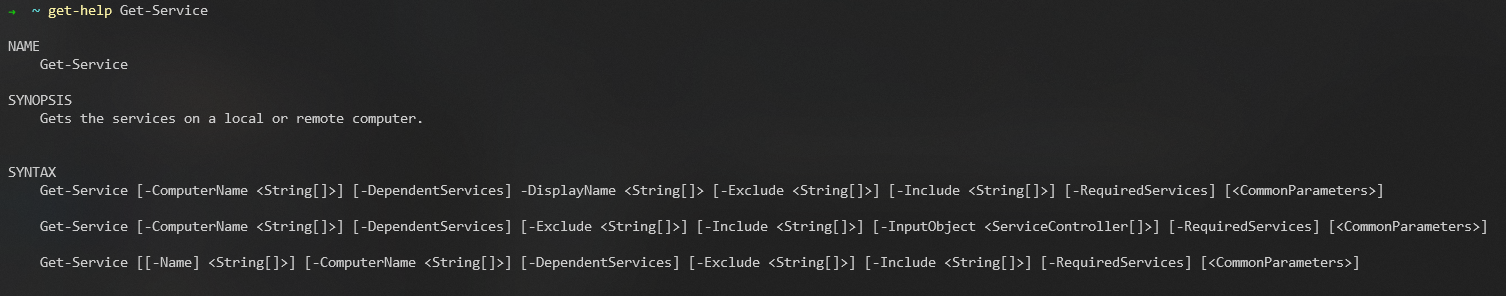 → ~ get-help Get-Service
NAME
Get-Service
SYNOPSIS
Gets the services on a local or remote computer.
SYNTAX
Get-Service [-ComputerName <String[]>] [-DependentServices] -DisplayName <String[]> [-Exclude <String[]>] [-Include <String[]>] [-RequiredServices] [<CommonParameters>]
Get-Service [-ComputerName <String[]>] [-DependentServices] [-Exclude <String[]>] [-Include <String[]>] [-InputObject <ServiceController[]>] [-RequiredServices] [<CommonParameters>]
Get-Service [[-Name] <String[]>] [-ComputerName <String[]>] [-DependentServices] [-Exclude <String[]>] [-Include <String[]>] [-RequiredServices] [<CommonParameters>]